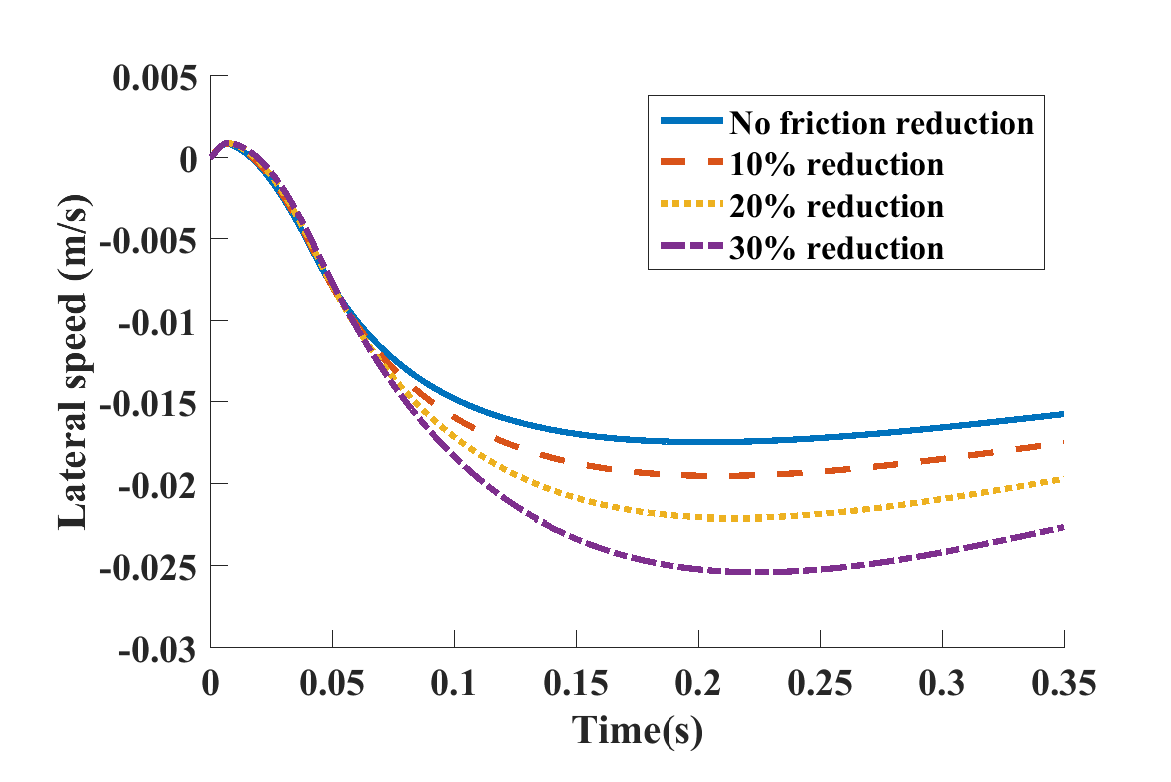 0.005
0
-0.005
-0.01
-0.015
-0.02
-0.025
-0.03
Lateral speed (m/s)
No friction reduction
10% reduction
20% reduction
30% reduction
0 0.05 0.1 0.15 0.2 0.25 0.3 0.35
Time(s)